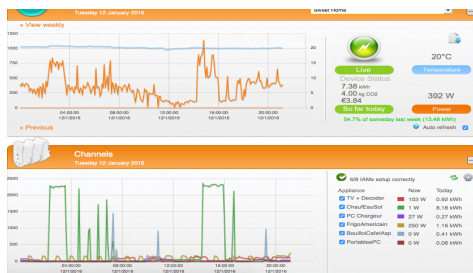 Tuesday 12 January 2016
Sweet Home
« View weekly
1250
1000
750
500
250
0
20
15
10
5
0
04:00:00
12/1/2016
08:00:00
12/1/2016
12:00:00
12/1/2016
16:00:00
12/1/2016
20:00:00
12/1/2016
« Previous
Live
Device Status
7.38 kWh
4.00 kg CO2
€3.84
So far today
20°C
Temperature
392 W
Power
54.7% of sameday last week (13.48 kWh)
Auto refresh
Channels
Tuesday 12 January 2016
2500
2000
1500
1000
500
0
04:00:00
12/1/2016
08:00:00
12/1/2016
12:00:00
12/1/2016
16:00:00
12/1/2016
20:00:00
12/1/2016
6/9 IAMs setup correctly
Appliance Now Today
TV + Decoder 103 W 0.92 kWh
ChaufEauSol 1 W 5.18 kWh
PC Chargeur 27 W 0.27 kWh
FrigoAmericain 250 W 1.16 kWh
BouilloCafetApp 0 W 0.41 kWh
PortablesPC 0 W 0.06 kWh